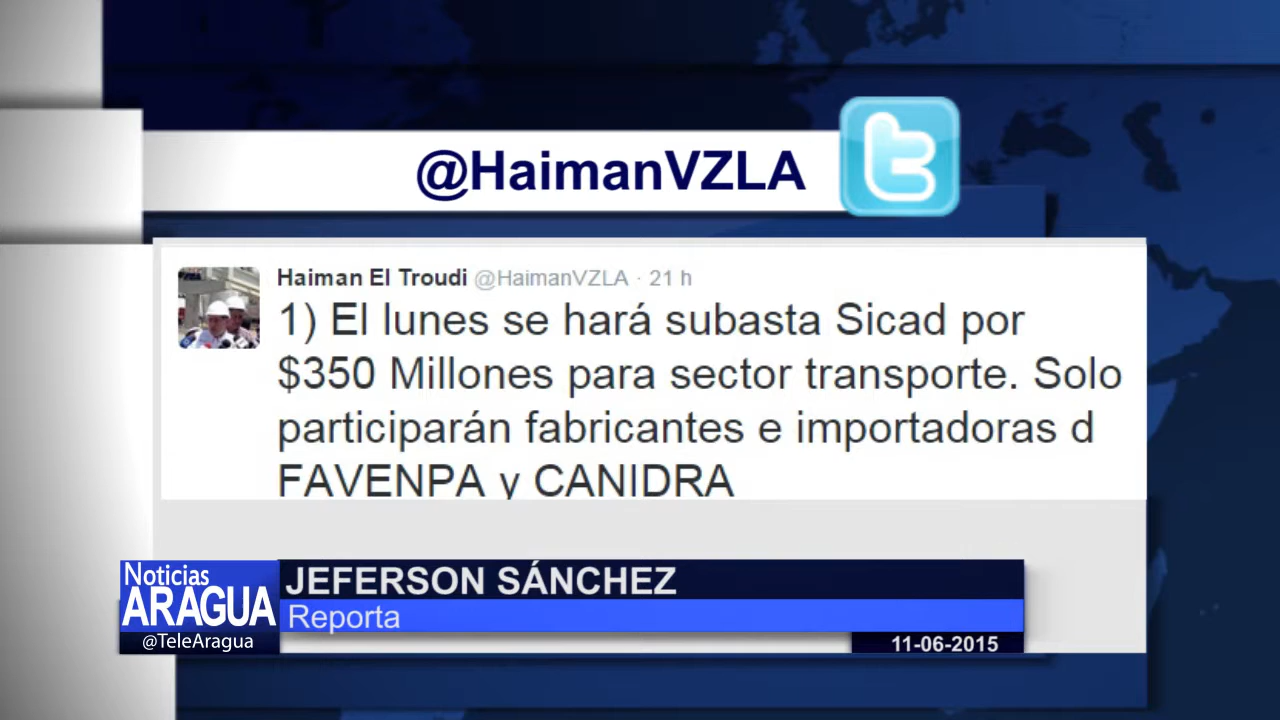 @HaimanVZLA
Haiman El Troudi @HaimanVZLA · 21 h
1) El lunes se hará subasta Sicad por
$350 Millones para sector transporte. Solo
participarán fabricantes e importadoras d
FAVENPA y CANIDRA
Noticias
ARAGUA
@TeleAragua
JEFERSON SÁNCHEZ
Reporta
11-06-2015